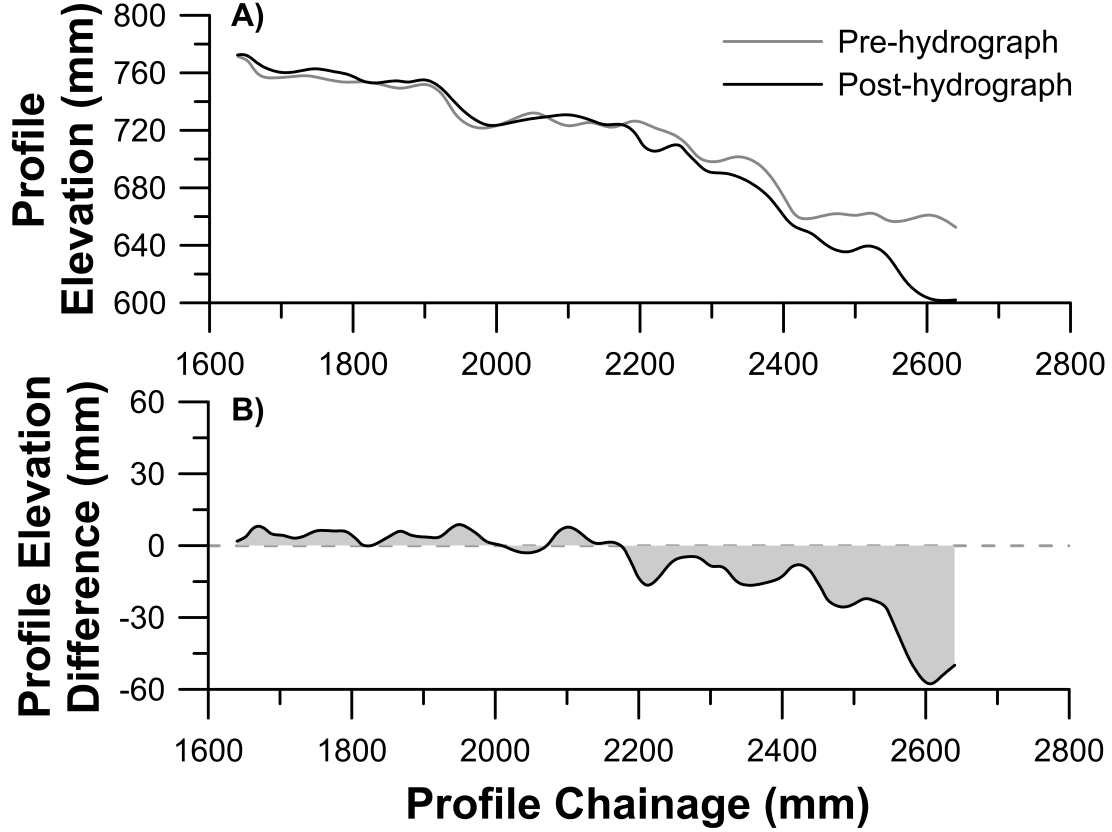 A)
Pre-hydrograph
Post-hydrograph
Profile
Elevation (mm)
800
760
720
680
640
600
1600 1800 2000 2200 2400 2600 2800
B)
Profile Elevation
Difference (mm)
60
30
0
-30
-60
1600 1800 2000 2200 2400 2600 2800
Profile Chainage (mm)